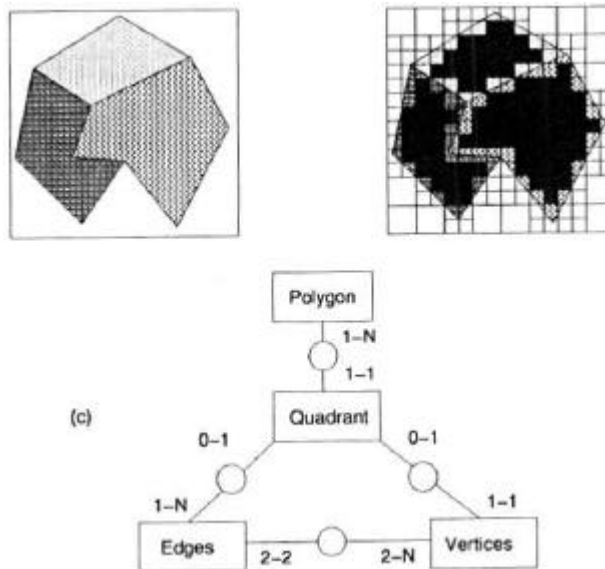 Polygon
1–N
1–1
(c)
Quadrant
0–1
0–1
1–N
1–1
Edges
2–2
2–N
Vertices